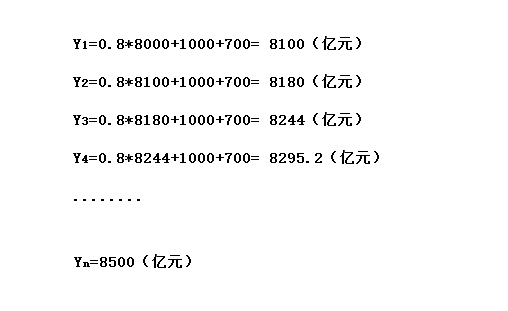 Y₁=0.8*8000+1000+700= 8100（亿元）
Y₂=0.8*8100+1000+700= 8180（亿元）
Y₃=0.8*8180+1000+700= 8244（亿元）
Y₄=0.8*8244+1000+700= 8295.2（亿元）
........
Yₙ=8500（亿元）